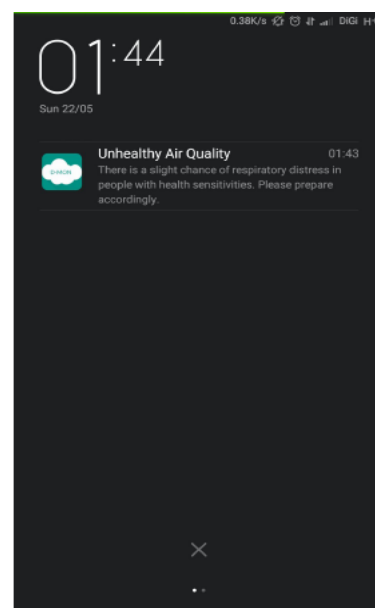 0.38K/s DiGi H+
01:44
Sun 22/05
Unhealthy Air Quality 01:43
There is a slight chance of respiratory distress in
people with health sensitivities. Please prepare
accordingly.